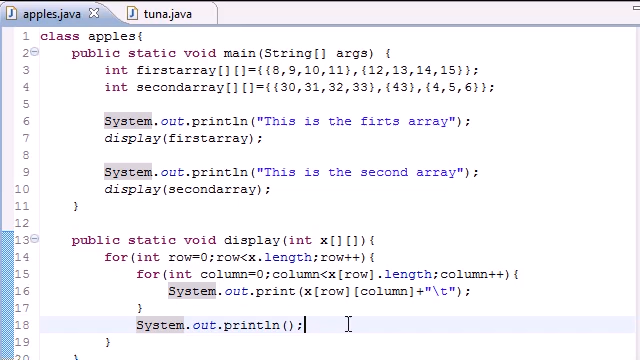 apples.java tuna.java
1 class apples{
2 public static void main(String[] args) {
3 int firstarray[][]={{8,9,10,11},{12,13,14,15}};
4 int secondarray[][]={{30,31,32,33},{43},{4,5,6}};
5
6 System.out.println("This is the firts array");
7 display(firstarray);
8
9 System.out.println("This is the second array");
10 display(secondarray);
11 }
12
13 public static void display(int x[][]){
14 for(int row=0;row<x.length;row++){
15 for(int column=0;column<x[row].length;column++){
16 System.out.print(x[row][column]+"\t");
17 }
18 System.out.println();
19 }
20 }